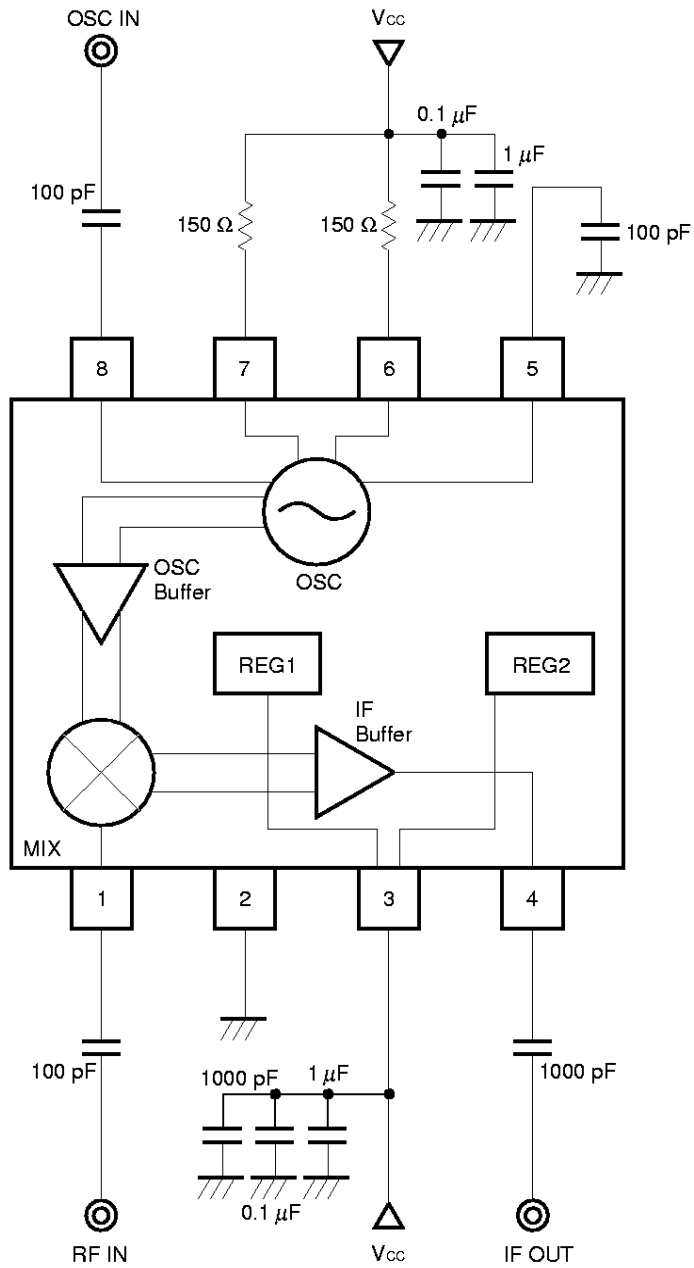 OSC IN
Vcc
0.1 μF
1 μF
100 pF
150 Ω
150 Ω
100 pF
8
7
6
5
OSC
Buffer
OSC
REG1
REG2
IF
Buffer
MIX
1
2
3
4
100 pF
1000 pF
1 μF
1000 pF
0.1 μF
RF IN
Vcc
IF OUT